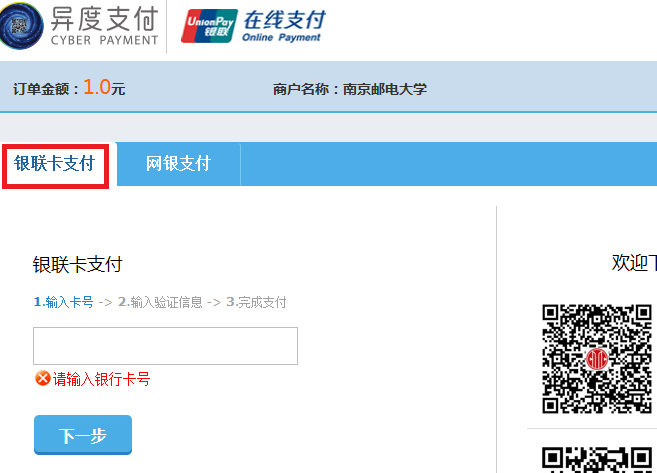 异度支付
CYBER PAYMENT
UnionPay
银联
在线支付
Online Payment
订单金额：1.0元
商户名称：南京邮电大学
银联卡支付
网银支付
银联卡支付
1.输入卡号 -> 2.输入验证信息 -> 3.完成支付
请输入银行卡号
下一步
欢迎下